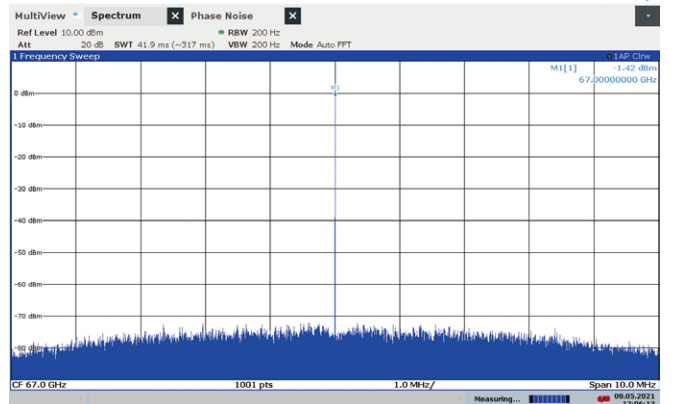 MultiView Spectrum X Phase Noise X
Ref Level 10.00 dBm RBW 200 Hz
Att 20 dB SWT 41.9 ms (~317 ms) VBW 200 Hz Mode Auto FFT
1 Frequency Sweep 1AP Clrw
M1[1] -1.42 dBm
67.00000000 GHz
M1
0 dBm
-10 dBm
-20 dBm
-30 dBm
-40 dBm
-50 dBm
-60 dBm
-70 dBm
-80 dBm
CF 67.0 GHz 1001 pts 1.0 MHz/ Span 10.0 MHz
Measuring... 08.05.2021
12:06:13